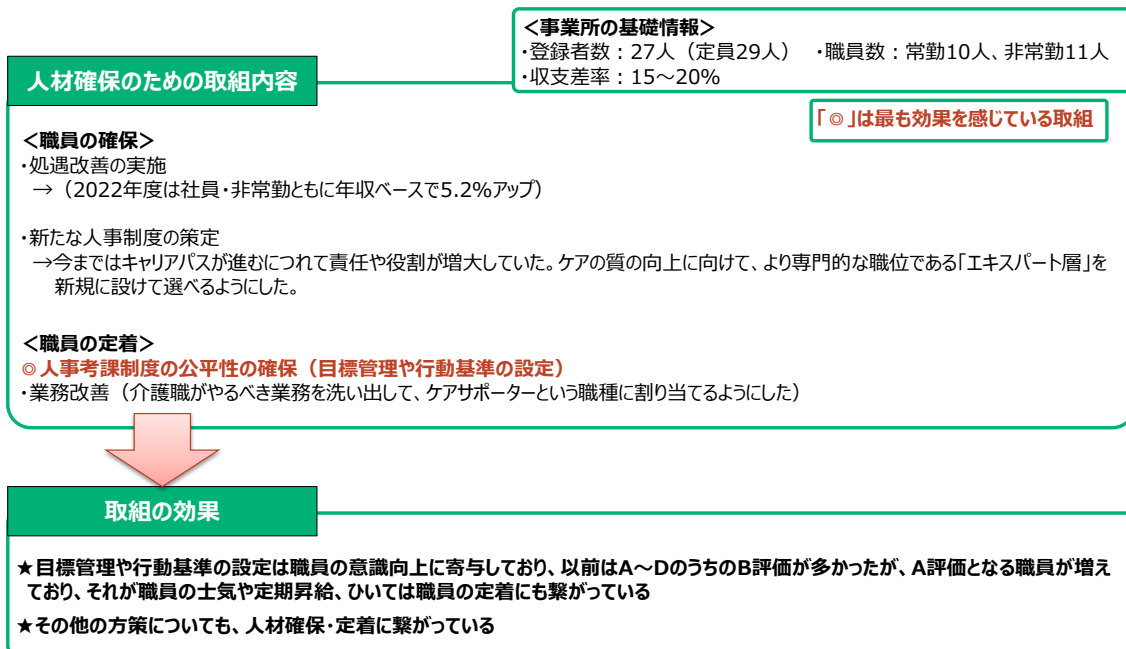 <事業所の基礎情報>
・登録者数：27人（定員29人）　・職員数：常勤10人、非常勤11人
・収支差率：15～20%
人材確保のための取組内容
「◎」は最も効果を感じている取組
<職員の確保>
・処遇改善の実施
→（2022年度は社員・非常勤ともに年収ベースで5.2%アップ）
・新たな人事制度の策定
→今まではキャリアパスが進むにつれて責任や役割が増大していた。ケアの質の向上に向けて、より専門的な職位である「エキスパート層」を
新規に設けて選べるようにした。
<職員の定着>
◎人事考課制度の公平性の確保（目標管理や行動基準の設定）
・業務改善（介護職がやるべき業務を洗い出して、ケアサポーターという職種に割り当てるようにした）
取組の効果
★目標管理や行動基準の設定は職員の意識向上に寄与しており、以前はA～DのうちのB評価が多かったが、A評価となる職員が増え
ており、それが職員の士気や定期昇給、ひいては職員の定着にも繋がっている
★その他の方策についても、人材確保・定着に繋がっている